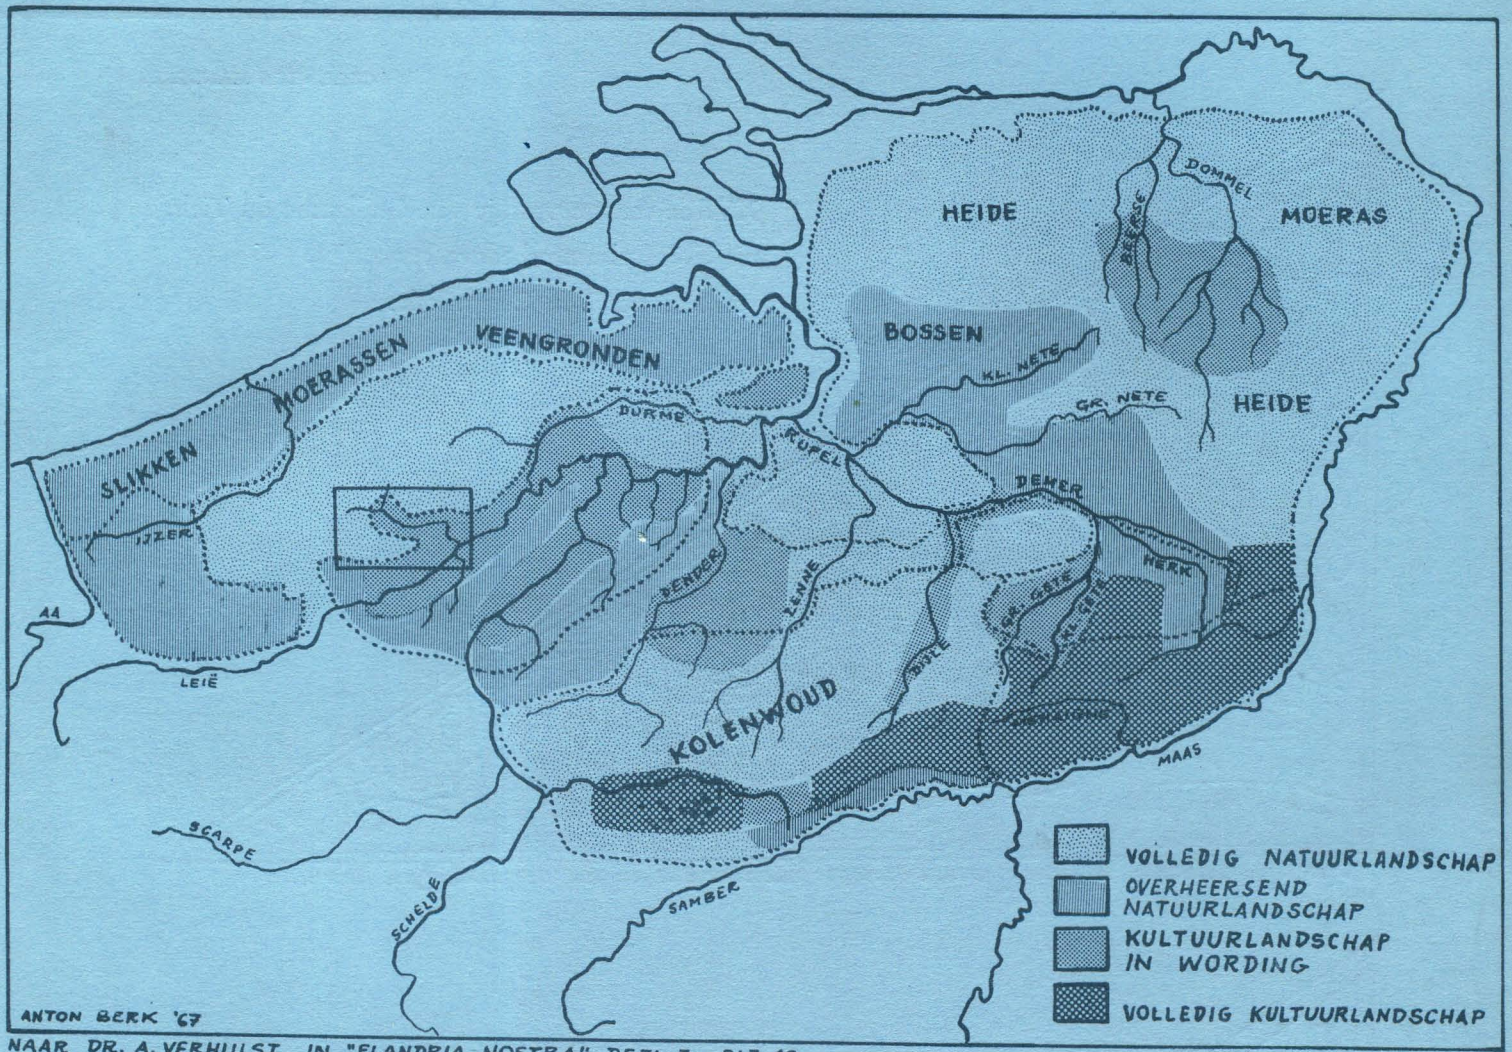 HEIDE
MOERAS
DOMMEL
BEERSE
BOSSEN
KL. NETE
GR. NETE
HEIDE
VEENGRONDEN
MOERASSEN
SLIKKEN
DURME
RUPEL
DEMER
IJZER
DENDER
ZENNE
HERK
GR. GETE
KL. GETE
DIJLE
AA
LEIË
KOLENWOUD
MAAS
SCARPE
SCHELDE
SAMBER
VOLLEDIG NATUURLANDSCHAP
OVERHEERSEND
NATUURLANDSCHAP
KULTUURLANDSCHAP
IN WORDING
VOLLEDIG KULTUURLANDSCHAP
ANTON BERK '67
NAAR DR. A. VERHULST IN "FLANDRIA NOSTRA" DEEL